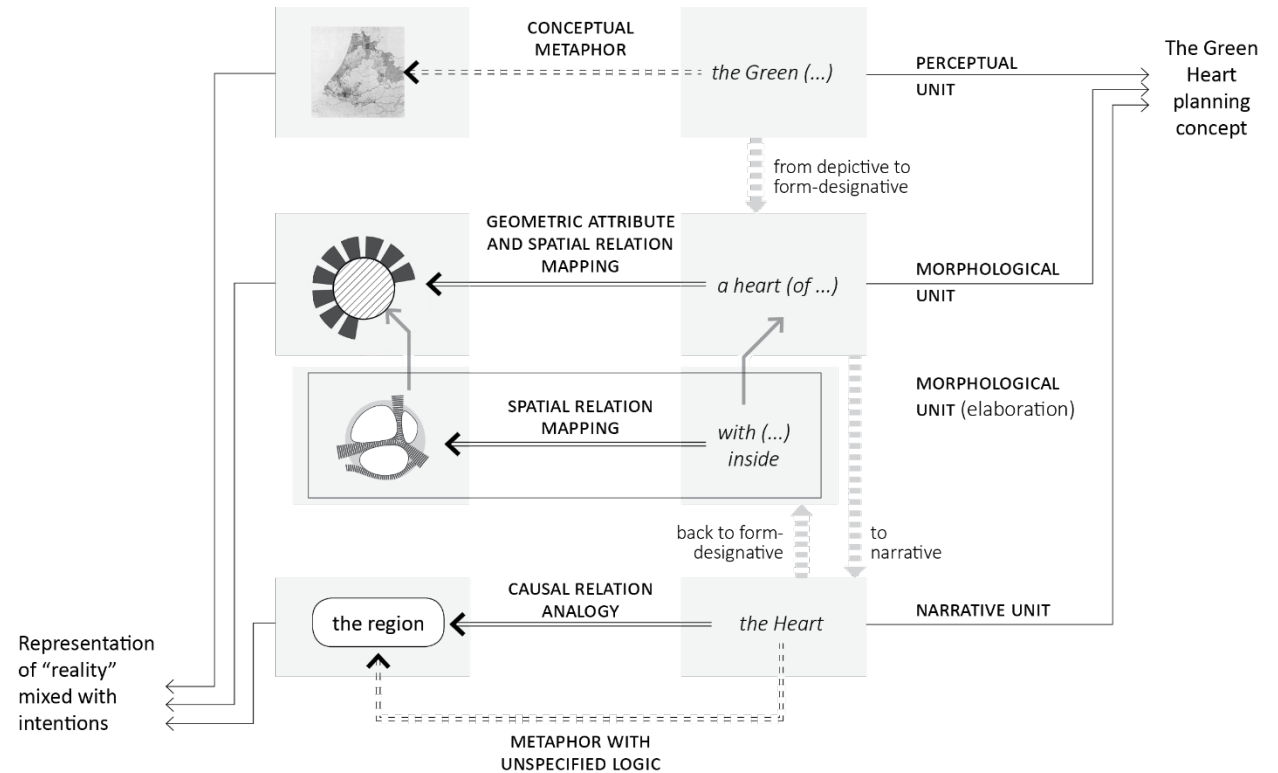 CONCEPTUAL
METAPHOR
the Green (...)
PERCEPTUAL
UNIT
The Green
Heart
planning
concept
from depictive to
form-designative
GEOMETRIC ATTRIBUTE
AND SPATIAL RELATION
MAPPING
a heart (of ...)
MORPHOLOGICAL
UNIT
SPATIAL RELATION
MAPPING
with (...)
inside
MORPHOLOGICAL
UNIT (elaboration)
back to form-
designative
to
narrative
CAUSAL RELATION
ANALOGY
the region
the Heart
NARRATIVE UNIT
Representation
of “reality”
mixed with
intentions
METAPHOR WITH
UNSPECIFIED LOGIC